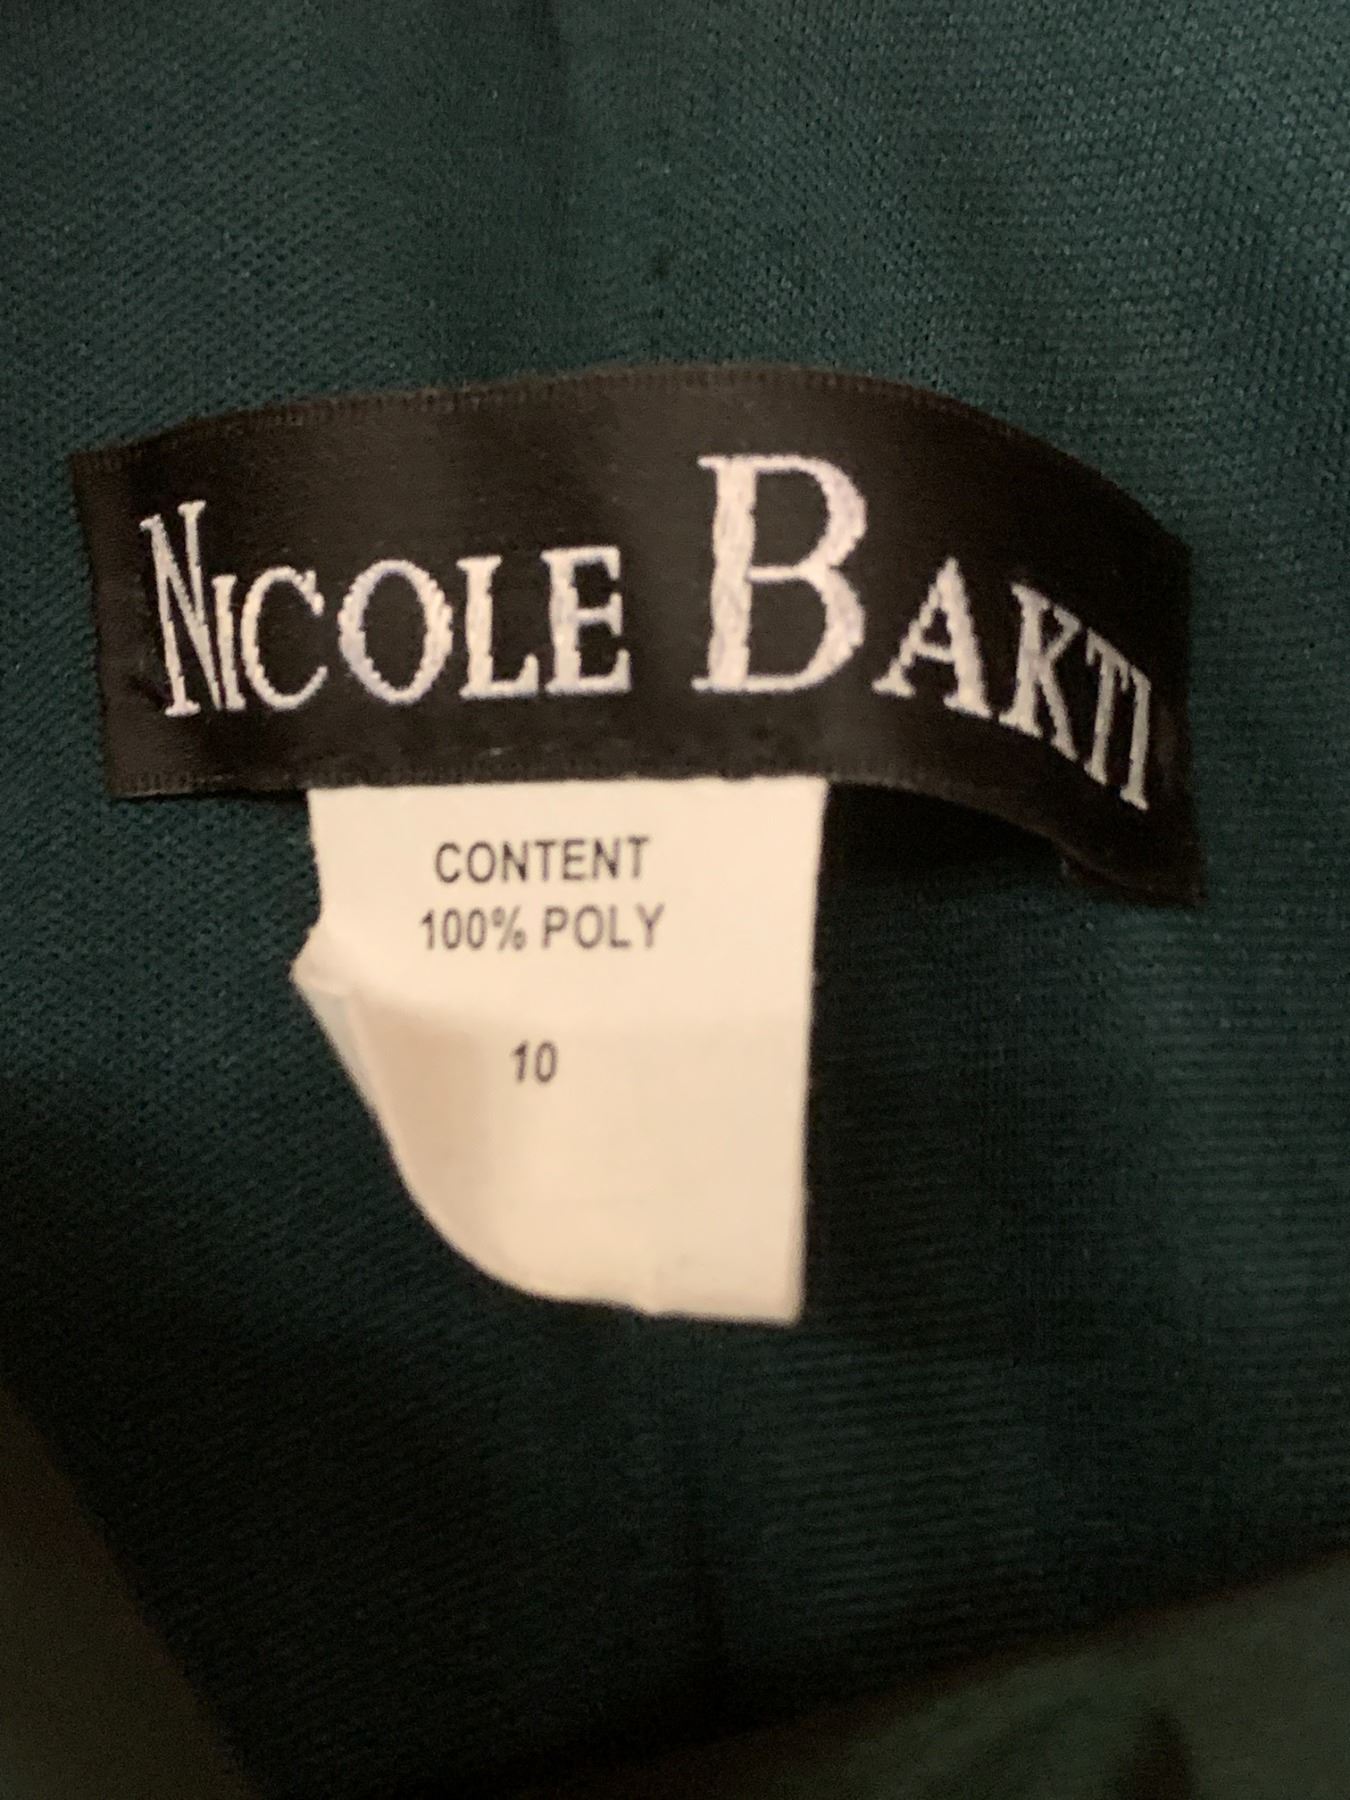 NICOLE BAKTI
CONTENT
100% POLY
10